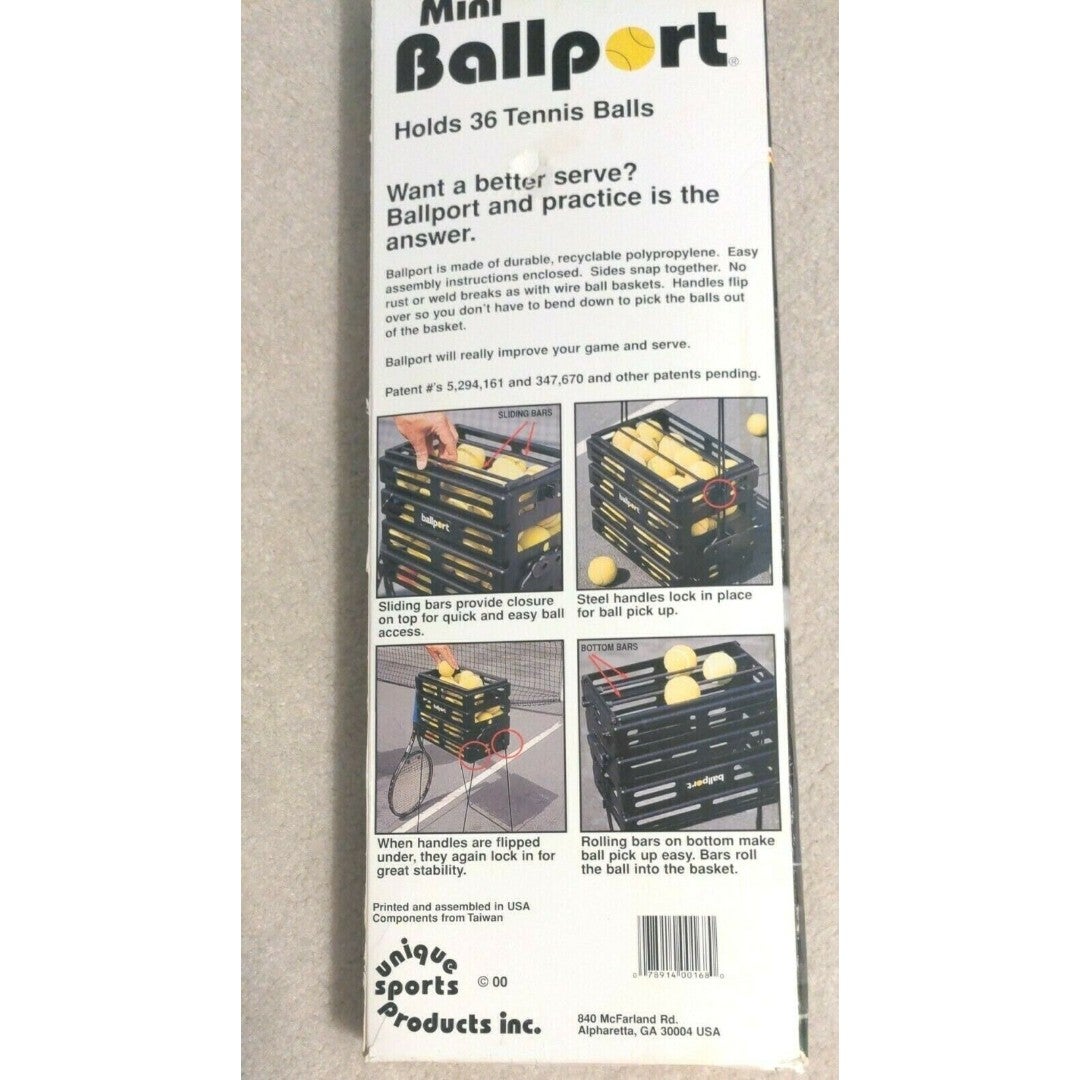 Mini
Ballport®
Holds 36 Tennis Balls
Want a better serve?
Ballport and practice is the
answer.
Ballport is made of durable, recyclable polypropylene. Easy
assembly instructions enclosed. Sides snap together. No
rust or weld breaks as with wire ball baskets. Handles flip
over so you don't have to bend down to pick the balls out
of the basket.
Ballport will really improve your game and serve.
Patent #'s 5,294,161 and 347,670 and other patents pending.
SLIDING BARS
ballport
ballport
Sliding bars provide closure
on top for quick and easy ball
access.
Steel handles lock in place
for ball pick up.
ballport
BOTTOM BARS
ballport
When handles are flipped
under, they again lock in for
great stability.
Rolling bars on bottom make
ball pick up easy. Bars roll
the ball into the basket.
Printed and assembled in USA
Components from Taiwan
unique
sports
products inc.
© 00
0 78914 00168 0
840 McFarland Rd.
Alpharetta, GA 30004 USA